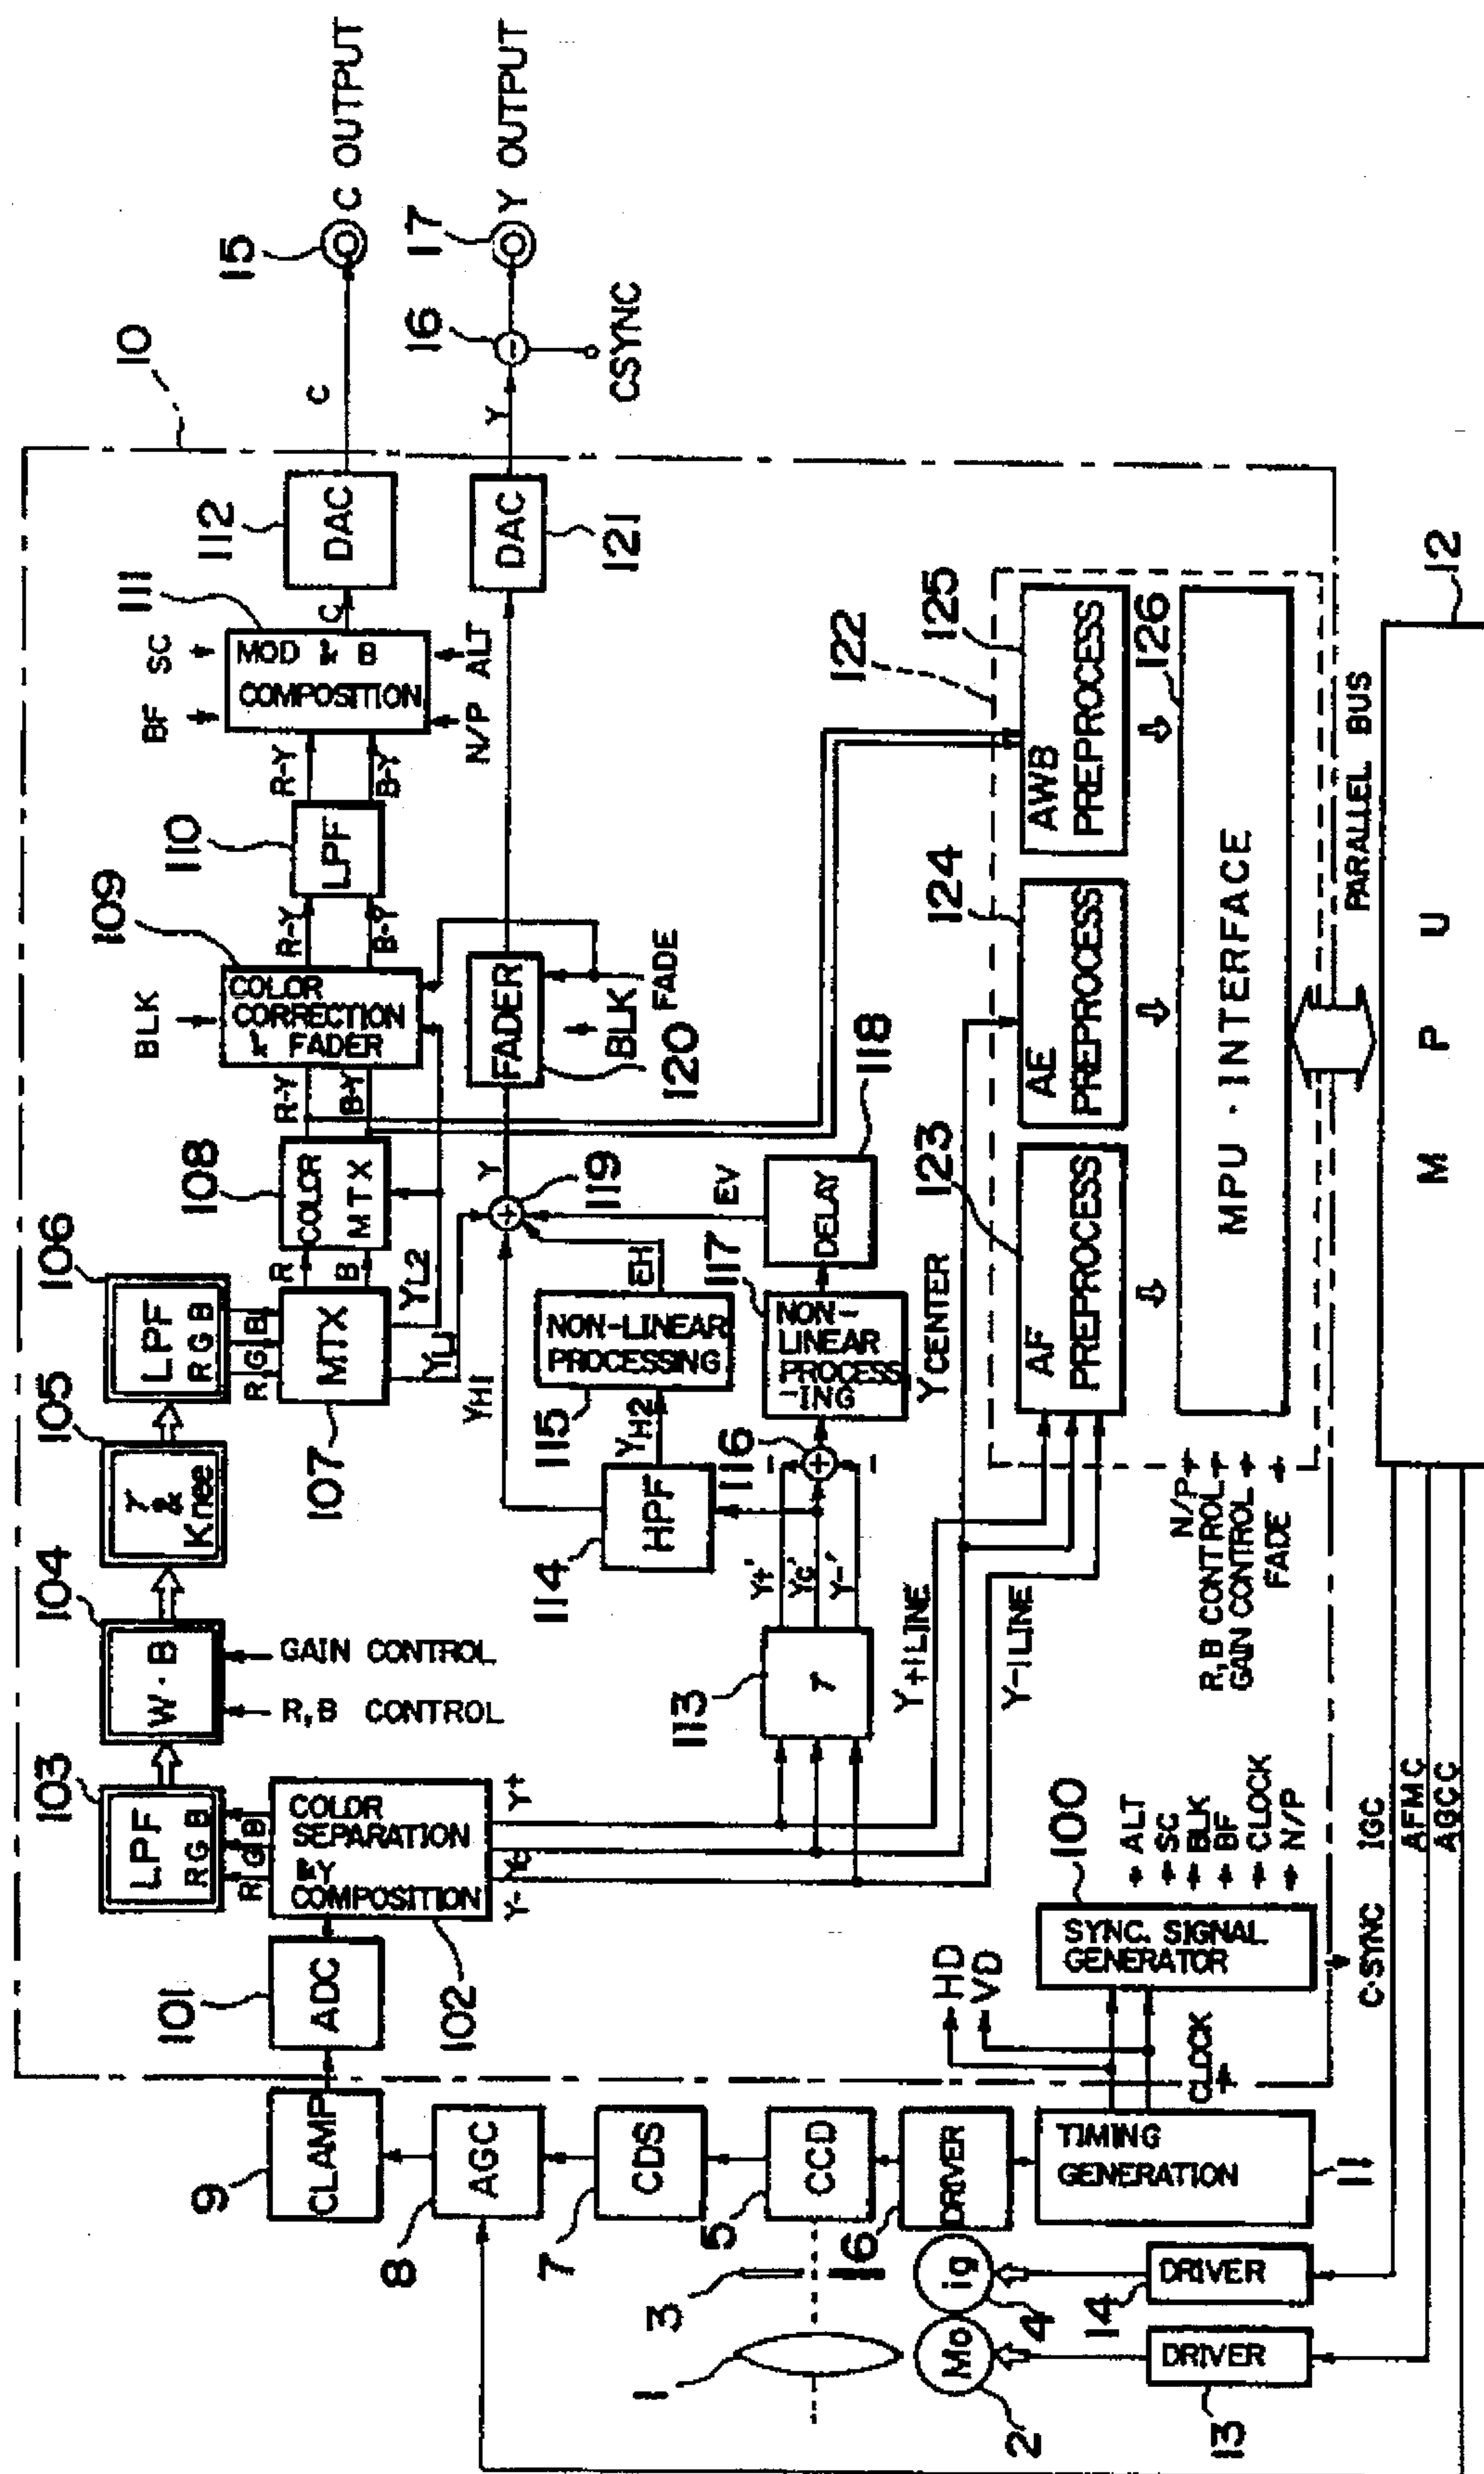 10
15
C OUTPUT
17
Y OUTPUT
16
CSYNC
C
Y
112
DAC
121
DAC
111
SC
BF
MOD & B
COMPOSITION
C
N/P
ALT
R-Y
B-Y
110
LPF
109
BLK
COLOR
CORRECTION
& FADER
R-Y
B-Y
FADER
120
BLK
FADE
R-Y
B-Y
108
COLOR
MTX
R
B
YL2
YL1
Y
119
EV
118
DELAY
106
LPF
R G B
R G B
MTX
107
105
γ
&
Knee
104
W·B
GAIN CONTROL
R,B CONTROL
103
LPF
R G B
R G B
COLOR
SEPARATION
&Y
COMPOSITION
102
Y+
Yc
Y-
101
ADC
YH1
EH
NON-LINEAR
PROCESSING
115
YH2
114
HPF
117
NON-
LINEAR
PROCESS
-ING
116
-
+
-
Y+'
Yc'
Y-'
113
γ
YCENTER
Y+1LINE
Y-1LINE
122
123
AF
PREPROCESS
124
AE
PREPROCESS
125
AWB
PREPROCESS
126
MPU·INTERFACE
PARALLEL BUS
12
M P U
N/P
R,B CONTROL
GAIN CONTROL
FADE
100
SYNC. SIGNAL
GENERATOR
ALT
SC
BLK
BF
CLOCK
N/P
HD
VD
CLOCK
C·SYNC
IGC
AFMC
AGCC
9
CLAMP
8
AGC
7
CDS
5
CCD
6
DRIVER
TIMING
GENERATION
11
3
1
ig
4
Mo
2
14
DRIVER
13
DRIVER